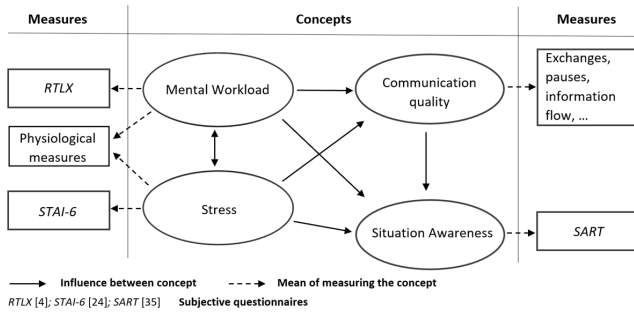 Measures
Concepts
Measures
RTLX
Mental Workload
Communication
quality
Exchanges,
pauses,
information
flow, ...
Physiological
measures
STAI-6
Stress
Situation Awareness
SART
Influence between concept
Mean of measuring the concept
RTLX [4]; STAI-6 [24]; SART [35] Subjective questionnaires